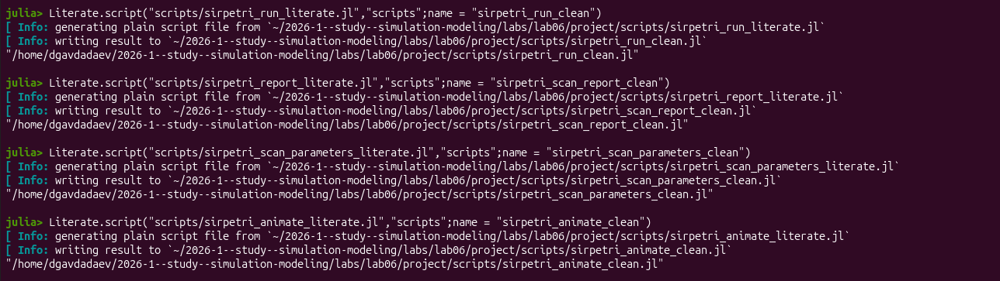 julia> Literate.script("scripts/sirpetri_run_literate.jl","scripts";name = "sirpetri_run_clean")
[ Info: generating plain script file from `~/2026-1--study--simulation-modeling/labs/lab06/project/scripts/sirpetri_run_literate.jl`
[ Info: writing result to `~/2026-1--study--simulation-modeling/labs/lab06/project/scripts/sirpetri_run_clean.jl`
"/home/dgavdadaev/2026-1--study--simulation-modeling/labs/lab06/project/scripts/sirpetri_run_clean.jl"
julia> Literate.script("scripts/sirpetri_report_literate.jl","scripts";name = "sirpetri_scan_report_clean")
[ Info: generating plain script file from `~/2026-1--study--simulation-modeling/labs/lab06/project/scripts/sirpetri_report_literate.jl`
[ Info: writing result to `~/2026-1--study--simulation-modeling/labs/lab06/project/scripts/sirpetri_scan_report_clean.jl`
"/home/dgavdadaev/2026-1--study--simulation-modeling/labs/lab06/project/scripts/sirpetri_scan_report_clean.jl"
julia> Literate.script("scripts/sirpetri_scan_parameters_literate.jl","scripts";name = "sirpetri_scan_parameters_clean")
[ Info: generating plain script file from `~/2026-1--study--simulation-modeling/labs/lab06/project/scripts/sirpetri_scan_parameters_literate.jl`
[ Info: writing result to `~/2026-1--study--simulation-modeling/labs/lab06/project/scripts/sirpetri_scan_parameters_clean.jl`
"/home/dgavdadaev/2026-1--study--simulation-modeling/labs/lab06/project/scripts/sirpetri_scan_parameters_clean.jl"
julia> Literate.script("scripts/sirpetri_animate_literate.jl","scripts";name = "sirpetri_animate_clean")
[ Info: generating plain script file from `~/2026-1--study--simulation-modeling/labs/lab06/project/scripts/sirpetri_animate_literate.jl`
[ Info: writing result to `~/2026-1--study--simulation-modeling/labs/lab06/project/scripts/sirpetri_animate_clean.jl`
"/home/dgavdadaev/2026-1--study--simulation-modeling/labs/lab06/project/scripts/sirpetri_animate_clean.jl"